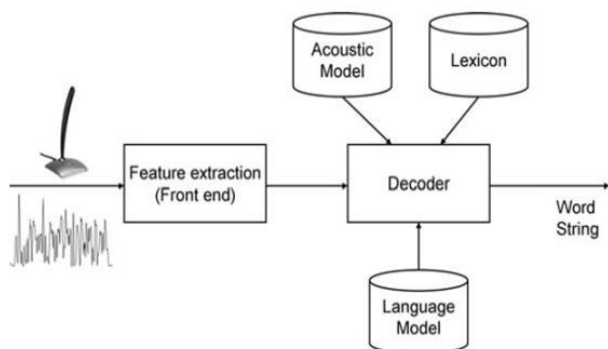 Acoustic
Model
Lexicon
Feature extraction
(Front end)
Decoder
Word
String
Language
Model